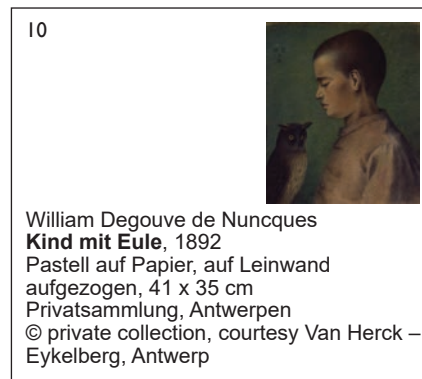 10
William Degouve de Nuncques
Kind mit Eule, 1892
Pastell auf Papier, auf Leinwand
aufgezogen, 41 x 35 cm
Privatsammlung, Antwerpen
© private collection, courtesy Van Herck –
Eykelberg, Antwerp